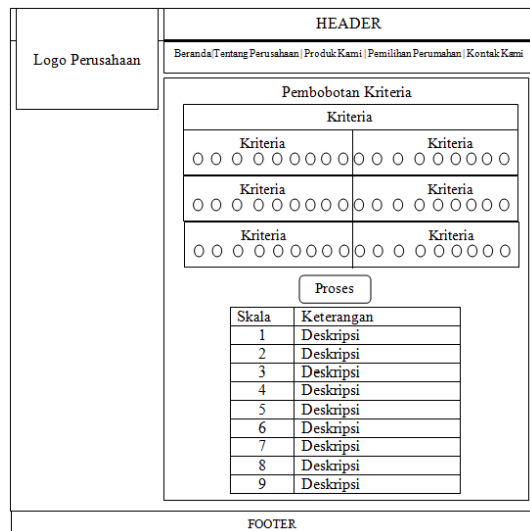 HEADER
Logo Perusahaan
Beranda|Tentang Perusahaan | Produk Kami | Pemilihan Perumahan | Kontak Kami
Pembobotan Kriteria
Kriteria
Kriteria Kriteria
Kriteria Kriteria
Kriteria Kriteria
Proses
Skala Keterangan
1 Deskripsi
2 Deskripsi
3 Deskripsi
4 Deskripsi
5 Deskripsi
6 Deskripsi
7 Deskripsi
8 Deskripsi
9 Deskripsi
FOOTER